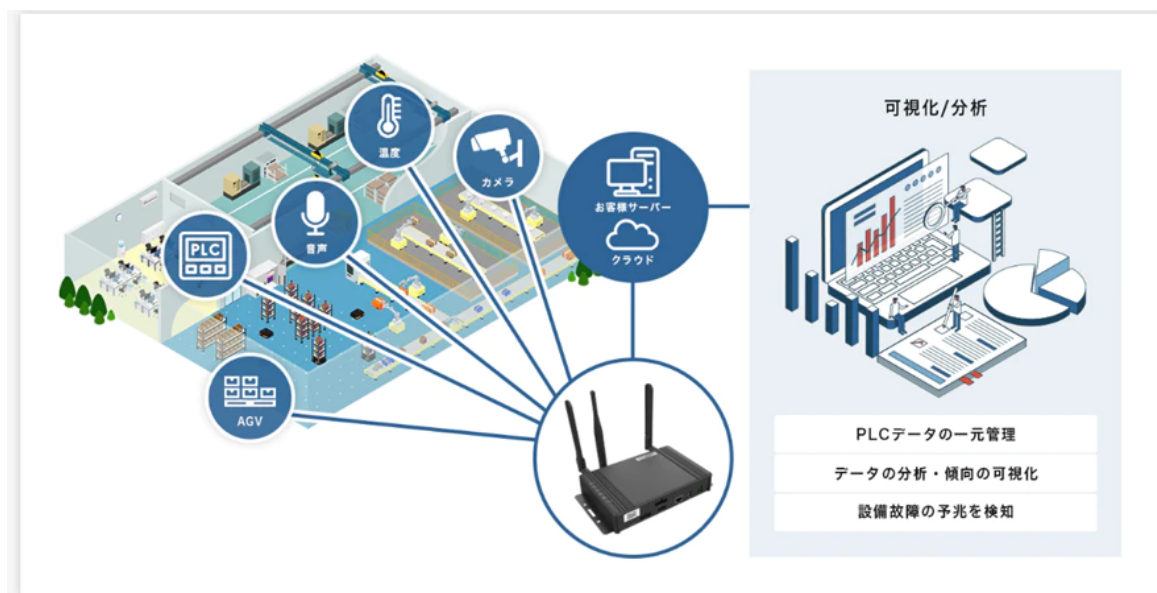 可視化/分析
温度
カメラ
お客様サーバー
クラウド
音声
PLC
AGV
PLCデータの一元管理
データの分析・傾向の可視化
設備故障の予兆を検知